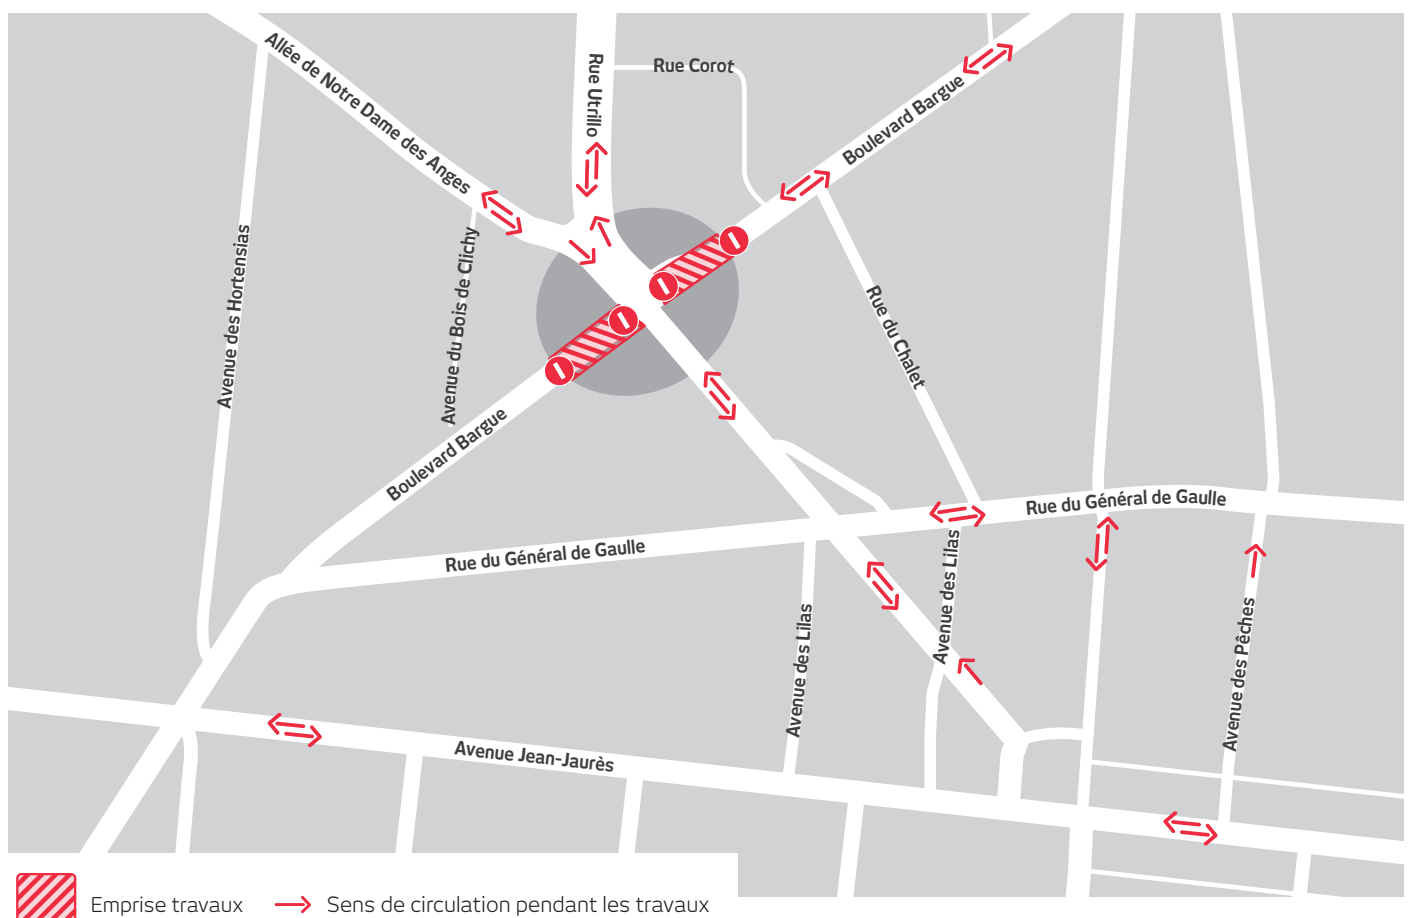 Allée de Notre Dame des Anges
Rue Utrillo
Rue Corot
Boulevard Bargue
Avenue des Hortensias
Avenue du Bois de Clichy
Rue du Chalet
Boulevard Bargue
Rue du Général de Gaulle
Rue du Général de Gaulle
Avenue des Lilas
Avenue des Lilas
Avenue des Pêches
Avenue Jean-Jaurès
Emprise travaux
Sens de circulation pendant les travaux